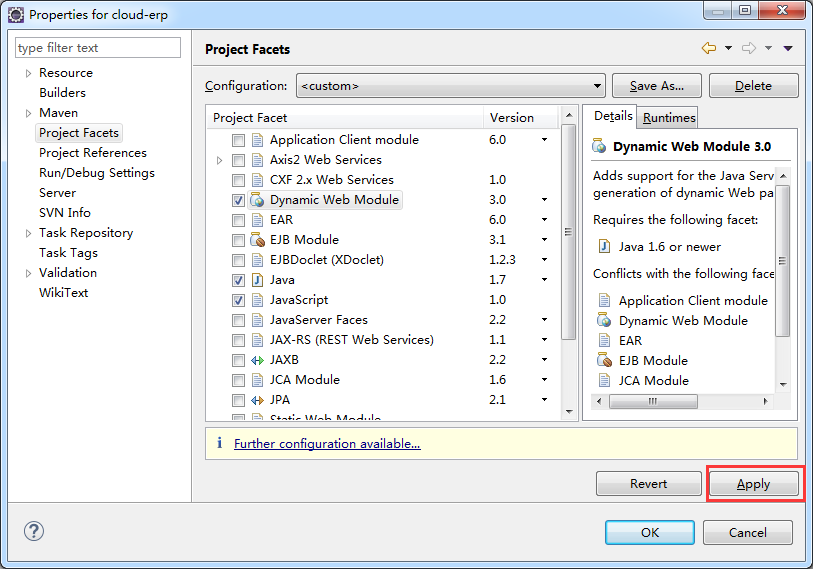 Properties for cloud-erp
type filter text
Resource
Builders
Maven
Project Facets
Project References
Run/Debug Settings
Server
SVN Info
Task Repository
Task Tags
Validation
WikiText
Project Facets
Configuration: <custom> Save As... Delete
Project Facet Version
Application Client module 6.0
Axis2 Web Services
CXF 2.x Web Services 1.0
Dynamic Web Module 3.0
EAR 6.0
EJB Module 3.1
EJBDoclet (XDoclet) 1.2.3
Java 1.7
JavaScript 1.0
JavaServer Faces 2.2
JAX-RS (REST Web Services) 1.1
JAXB 2.2
JCA Module 1.6
JPA 2.1
Static Web Module
Details Runtimes
Dynamic Web Module 3.0
Adds support for the Java Serv
generation of dynamic Web pa
Requires the following facet:
Java 1.6 or newer
Conflicts with the following face
Application Client module
Dynamic Web Module
EAR
EJB Module
JCA Module
Further configuration available...
Revert Apply
OK Cancel